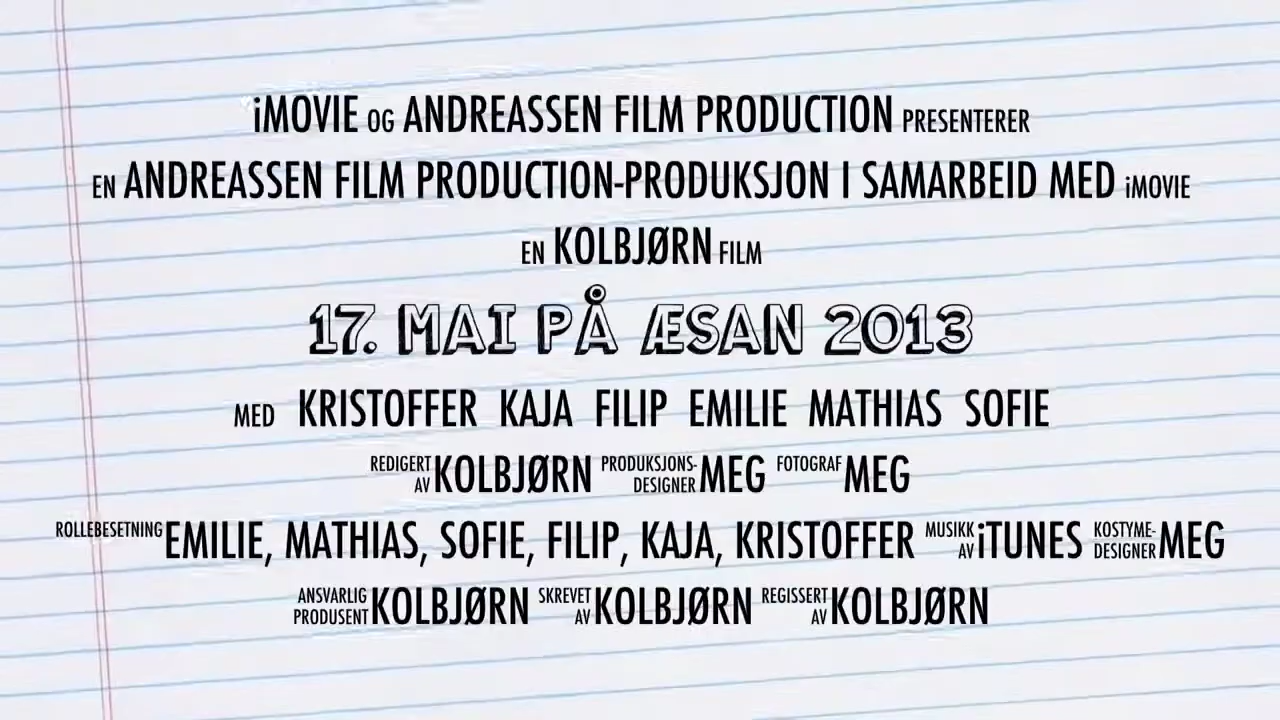 iMOVIE OG ANDREASSEN FILM PRODUCTION PRESENTERER
EN ANDREASSEN FILM PRODUCTION-PRODUKSJON I SAMARBEID MED iMOVIE
EN KOLBJØRN FILM
17. MAI PÅ ÆSAN 2013
MED KRISTOFFER KAJA FILIP EMILIE MATHIAS SOFIE
REDIGERT AV KOLBJØRN PRODUKSJONS-DESIGNER MEG FOTOGRAF MEG
ROLLEBESETNING EMILIE, MATHIAS, SOFIE, FILIP, KAJA, KRISTOFFER MUSIKK AV iTUNES KOSTYME-DESIGNER MEG
ANSVARLIG PRODUSENT KOLBJØRN SKREVET AV KOLBJØRN REGISSERT AV KOLBJØRN